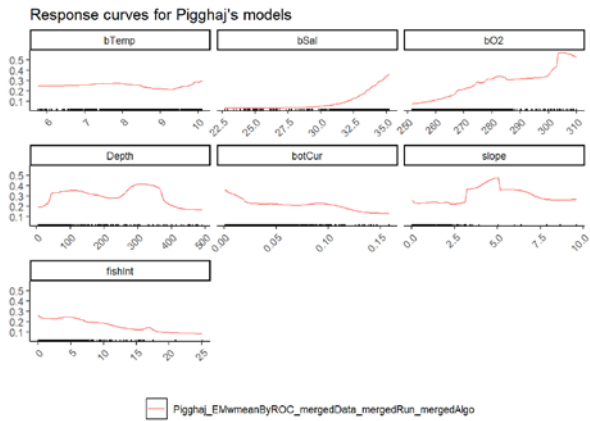 Response curves for Pigghaj's models
bTemp bSal bO2
0.5
0.4
0.3
0.2
0.1
6 7 8 9 10 22.5 25.0 27.5 30.0 32.5 35.0 250 260 270 280 290 300 310
Depth botCur slope
0.5
0.4
0.3
0.2
0.1
0 100 200 300 400 500 0.00 0.05 0.10 0.15 0.0 2.5 5.0 7.5 10.0
fishInt
0.5
0.4
0.3
0.2
0.1
0 5 10 15 20 25
Pigghaj_EMwmeanByROC_mergedData_mergedRun_mergedAlgo